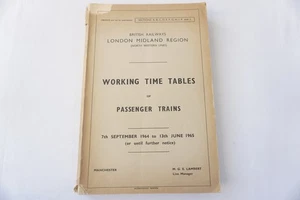 BRITISH RAILWAYS
LONDON MIDLAND REGION
WORKING TIME TABLES
OF
PASSENGER TRAINS
7th SEPTEMBER 1964 to 13th JUNE 1965
(or until further notice)
MANCHESTER
Line Manager